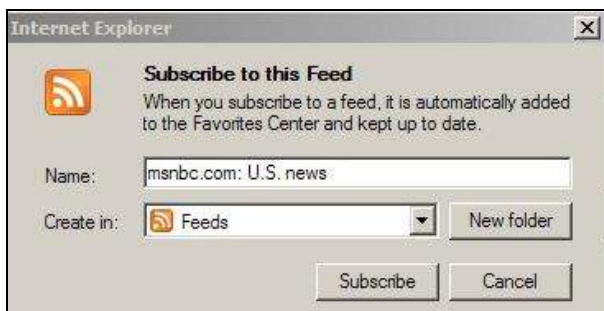 Internet Explorer
Subscribe to this Feed
When you subscribe to a feed, it is automatically added
to the Favorites Center and kept up to date.
Name: msnbc.com: U.S. news
Create in: Feeds New folder
Subscribe Cancel